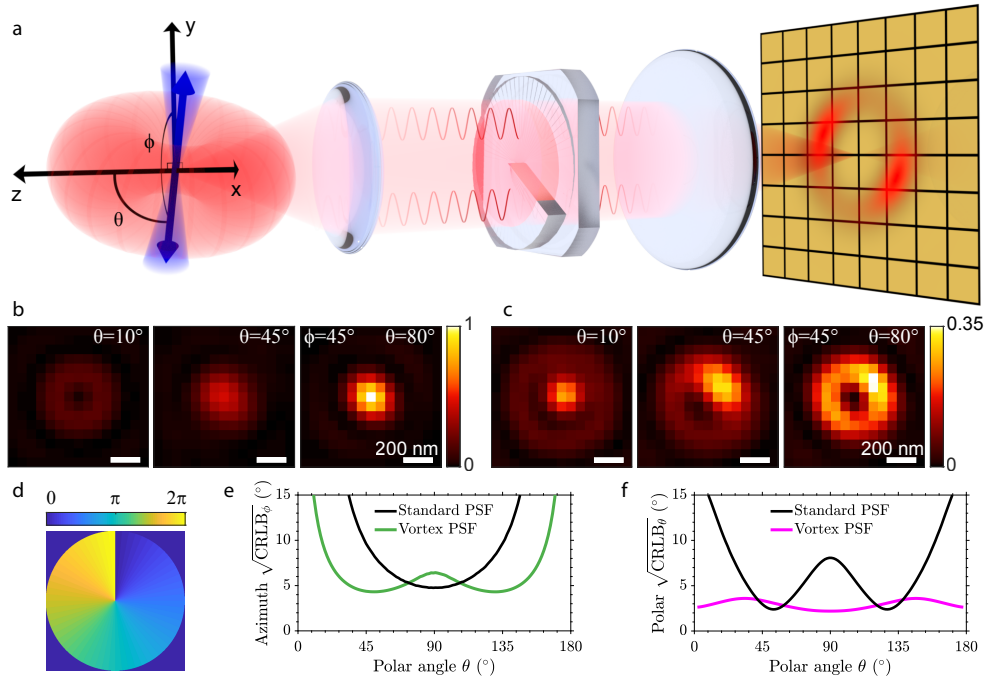 a
y
ϕ
z
x
θ
b
θ=10°
θ=45°
ϕ=45°
θ=80°
200 nm
1
0
c
θ=10°
θ=45°
ϕ=45°
θ=80°
200 nm
0.35
0
d
0 π 2π
e
Azimuth √CRLBϕ (°)
15
10
5
0
Standard PSF
Vortex PSF
0 45 90 135 180
Polar angle θ (°)
f
Polar √CRLBθ (°)
15
10
5
0
Standard PSF
Vortex PSF
0 45 90 135 180
Polar angle θ (°)